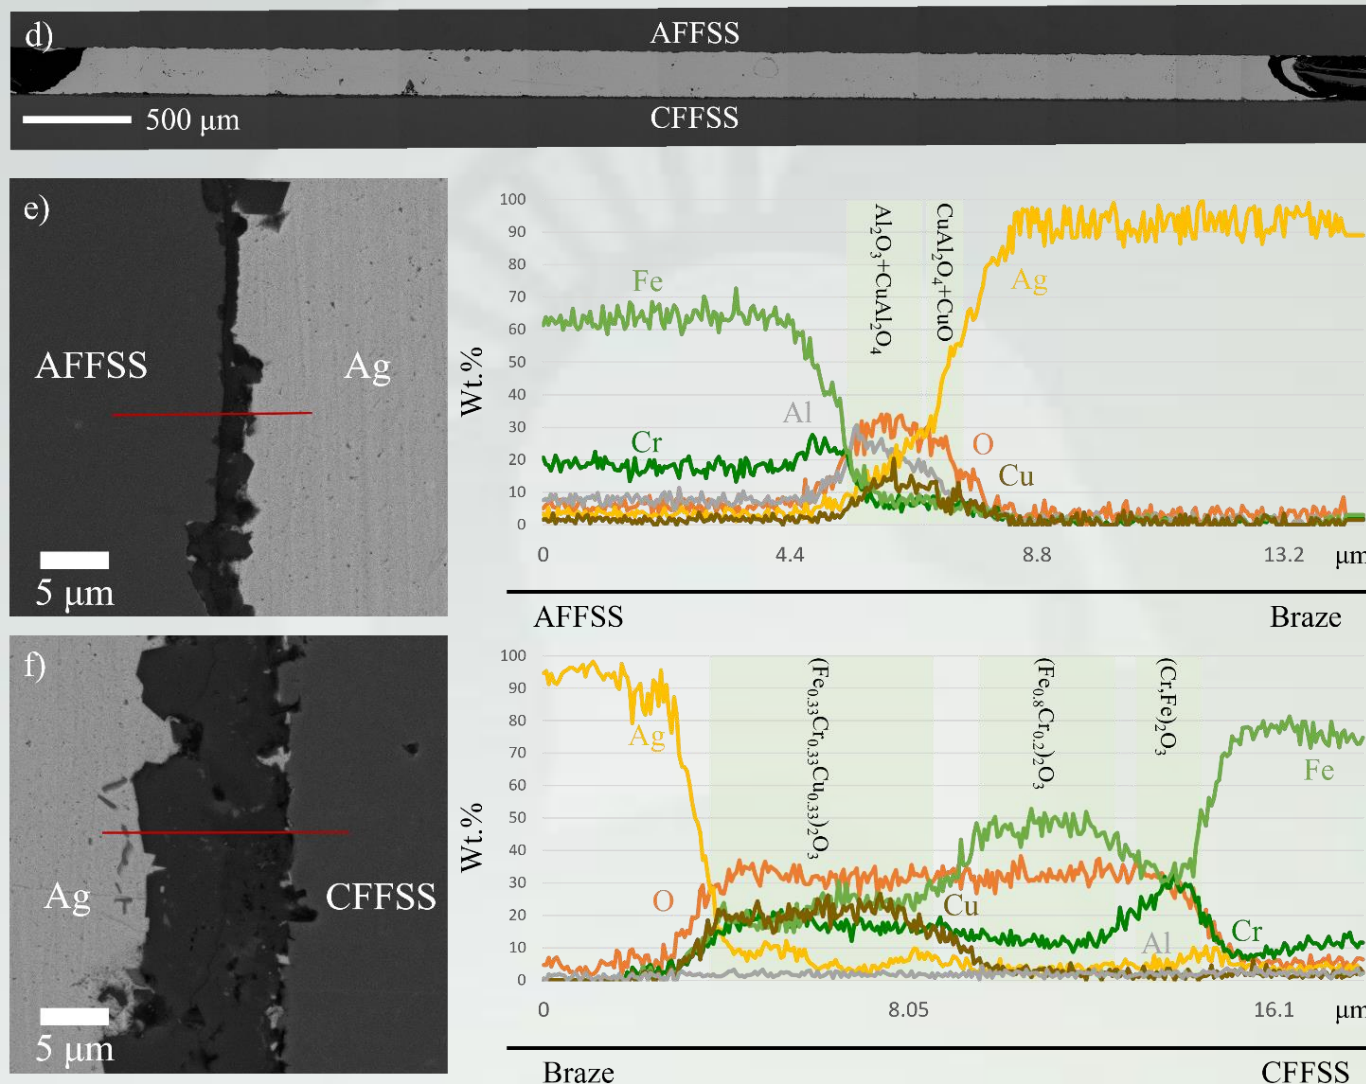 d)
AFFSS
500 μm
CFFSS
e)
AFFSS
Ag
5 μm
Wt.%
100
90
80
70
60
50
40
30
20
10
0
Fe
Cr
Al
Al₂O₃+CuAl₂O₄
CuAl₂O₄+CuO
Ag
O
Cu
0
4.4
8.8
13.2
μm
AFFSS
Braze
f)
Ag
CFFSS
5 μm
Wt.%
100
90
80
70
60
50
40
30
20
10
0
Ag
O
(Fe₀.₃₃Cr₀.₃₃Cu₀.₃₃)₂O₃
Cu
(Fe₀.₈Cr₀.₂)₂O₃
((Cr,Fe)₂O₃
Al
Cr
Fe
0
8.05
16.1
μm
Braze
CFFSS